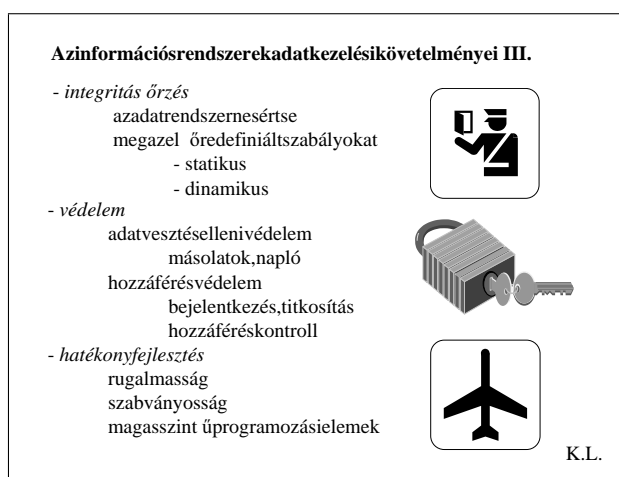 Azinformációsrendszerekadatkezelésikövetelményei III.
- integritás őrzés
azadatrendszernesértse
megazel őredefiniáltszabályokat
- statikus
- dinamikus
- védelem
adatvesztésellenivédelem
másolatok,napló
hozzáférésvédelem
bejelentkezés,titkosítás
hozzáféréskontroll
- hatékonyfejlesztés
rugalmasság
szabványosság
magasszint űprogramozásielemek
K.L.